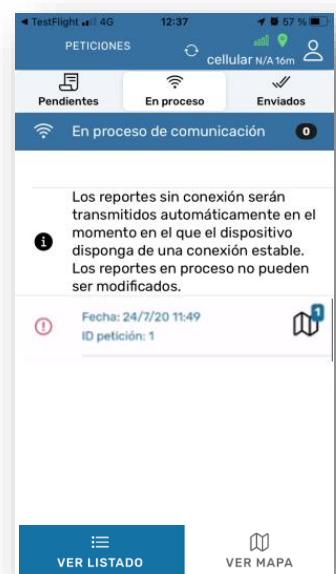 TestFlight 4G 12:37 57 %
PETICIONES
cellular N/A 16m
Pendientes En proceso Enviados
En proceso de comunicación 0
Los reportes sin conexión serán
transmitidos automáticamente en el
momento en el que el dispositivo
disponga de una conexión estable.
Los reportes en proceso no pueden
ser modificados.
Fecha: 24/7/20 11:49
1
ID petición: 1
VER LISTADO VER MAPA